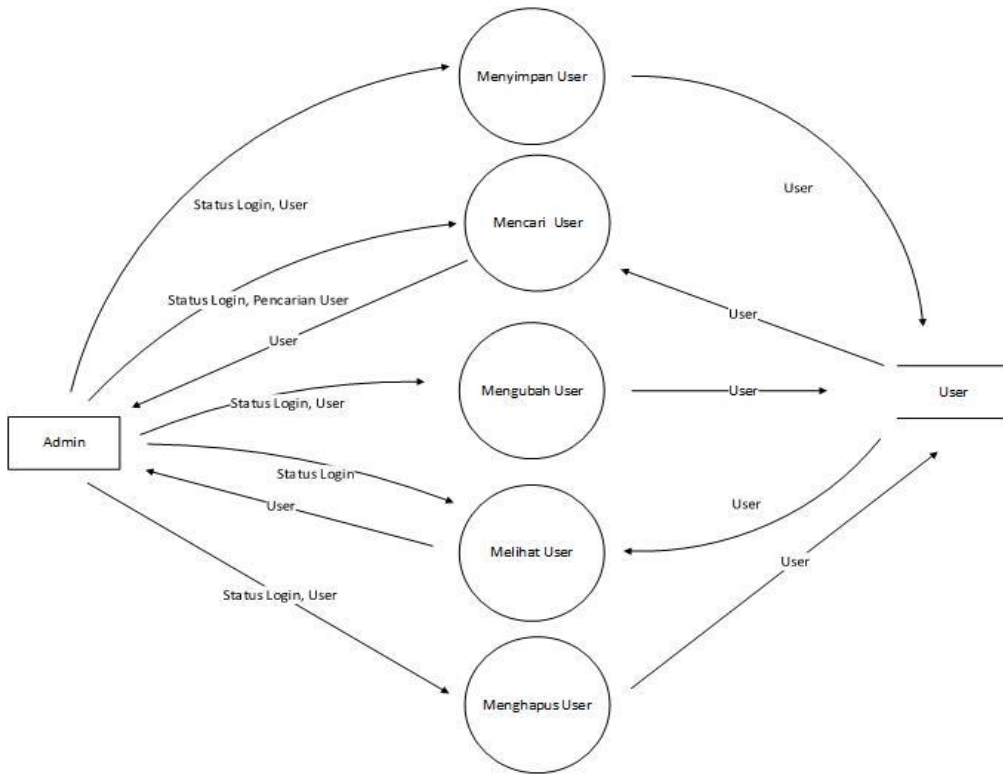 Menyimpan User
User
Status Login, User
Mencari User
Status Login, Pencarian User
User
User
Mengubah User
User
User
Status Login, User
Admin
Status Login
User
User
Melihat User
User
Status Login, User
Menghapus User